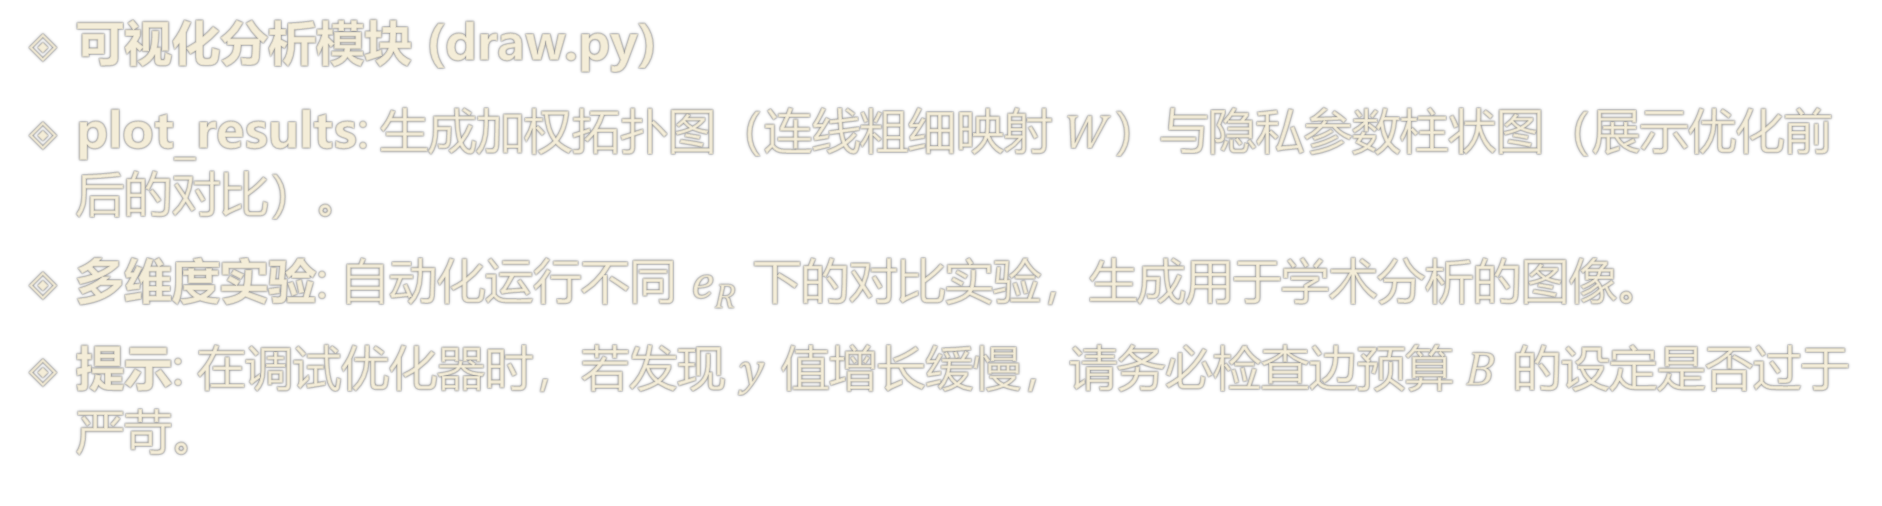 可视化分析模块 (draw.py)
plot_results: 生成加权拓扑图（连线粗细映射 W）与隐私参数柱状图（展示优化前
后的对比）。
多维度实验: 自动化运行不同 e_R 下的对比实验，生成用于学术分析的图像。
提示: 在调试优化器时，若发现 y 值增长缓慢，请务必检查边预算 B 的设定是否过于
严苛。